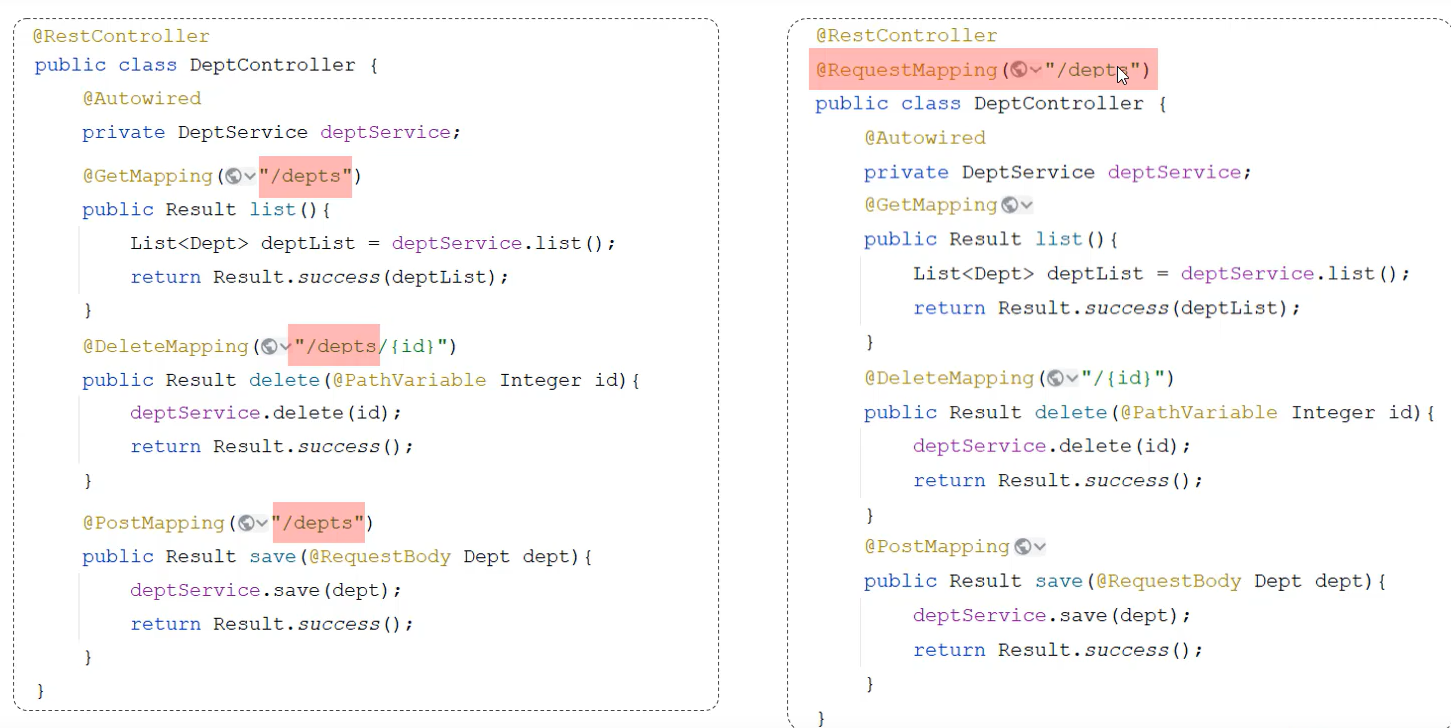 @RestController
public class DeptController {
@Autowired
private DeptService deptService;
@GetMapping("/depts")
public Result list(){
List<Dept> deptList = deptService.list();
return Result.success(deptList);
}
@DeleteMapping("/depts/{id}")
public Result delete(@PathVariable Integer id){
deptService.delete(id);
return Result.success();
}
@PostMapping("/depts")
public Result save(@RequestBody Dept dept){
deptService.save(dept);
return Result.success();
}
}
@RestController
@RequestMapping("/depts")
public class DeptController {
@Autowired
private DeptService deptService;
@GetMapping
public Result list(){
List<Dept> deptList = deptService.list();
return Result.success(deptList);
}
@DeleteMapping("/{id}")
public Result delete(@PathVariable Integer id){
deptService.delete(id);
return Result.success();
}
@PostMapping
public Result save(@RequestBody Dept dept){
deptService.save(dept);
return Result.success();
}
}